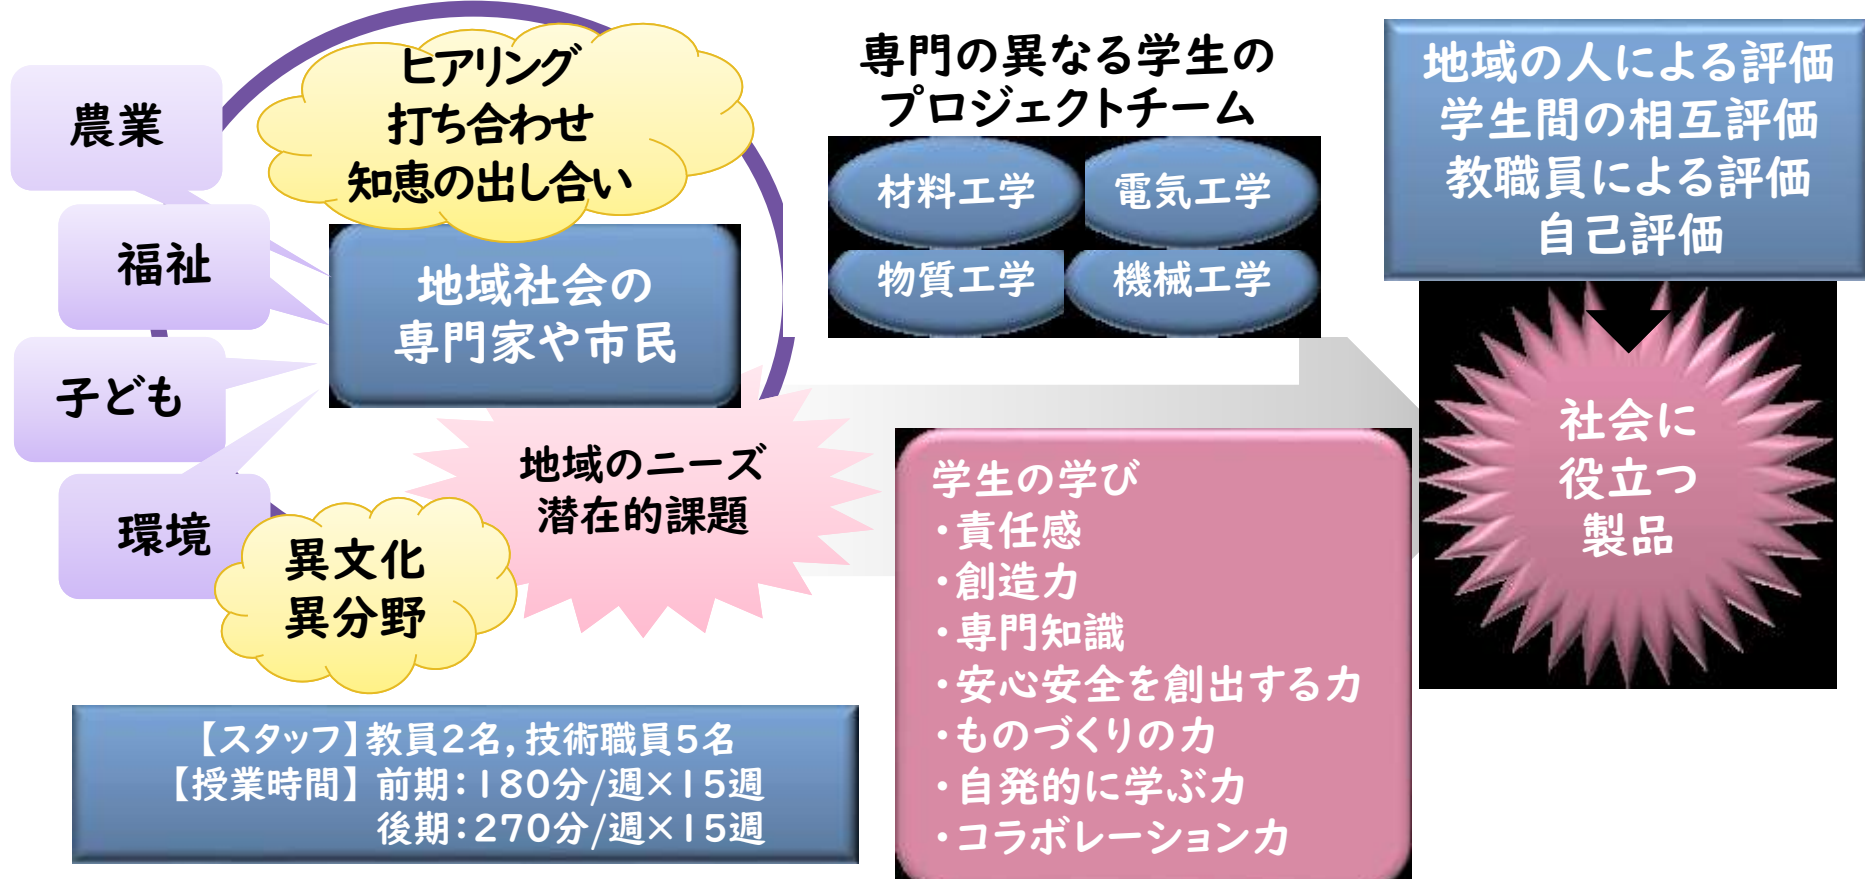 農業
福祉
子ども
環境
ヒアリング
打ち合わせ
知恵の出し合い
地域社会の
専門家や市民
地域のニーズ
潜在的課題
異文化
異分野
専門の異なる学生の
プロジェクトチーム
材料工学
電気工学
物質工学
機械工学
学生の学び
・責任感
・創造力
・専門知識
・安心安全を創出する力
・ものづくりの力
・自発的に学ぶ力
・コラボレーション力
地域の人による評価
学生間の相互評価
教職員による評価
自己評価
社会に
役立つ
製品
【スタッフ】教員2名,技術職員5名
【授業時間】前期:180分/週×15週
後期:270分/週×15週